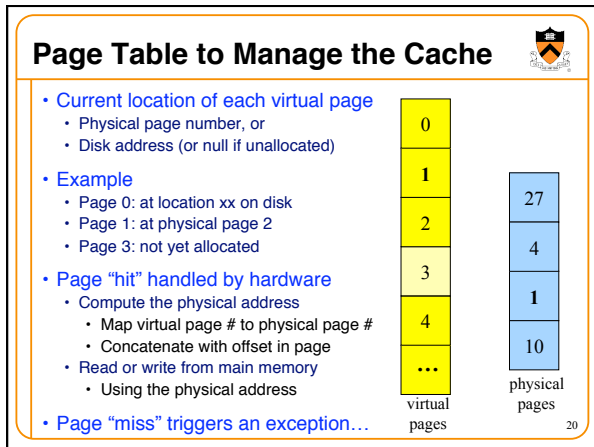 Page Table to Manage the Cache
• Current location of each virtual page
• Physical page number, or
• Disk address (or null if unallocated)
• Example
• Page 0: at location xx on disk
• Page 1: at physical page 2
• Page 3: not yet allocated
• Page “hit” handled by hardware
• Compute the physical address
• Map virtual page # to physical page #
• Concatenate with offset in page
• Read or write from main memory
• Using the physical address
• Page “miss” triggers an exception…
0
1
2
3
4
…
virtual
pages
27
4
1
10
physical
pages
20